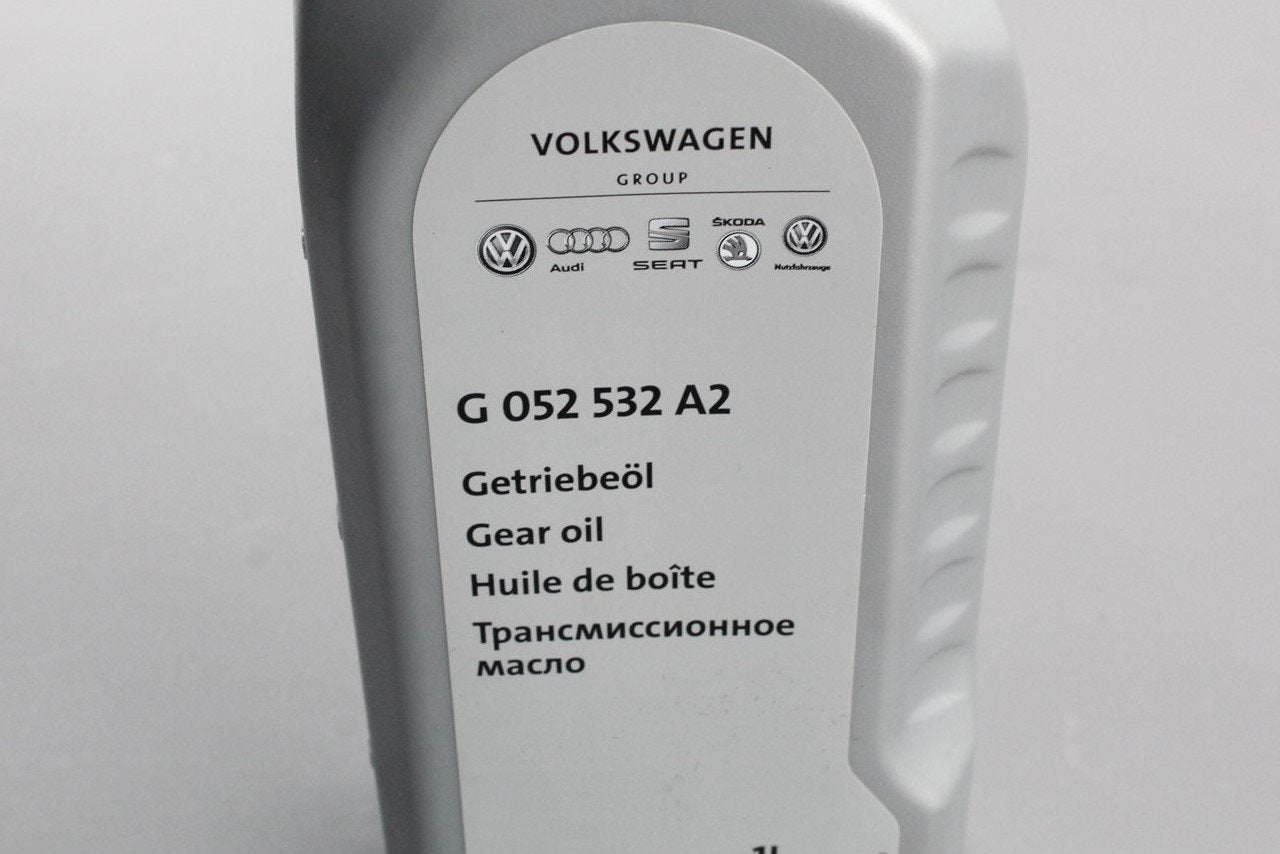 VOLKSWAGEN
GROUP
Audi SEAT ŠKODA Nutzfahrzeuge
G 052 532 A2
Getriebeöl
Gear oil
Huile de boîte
Трансмиссионное
масло